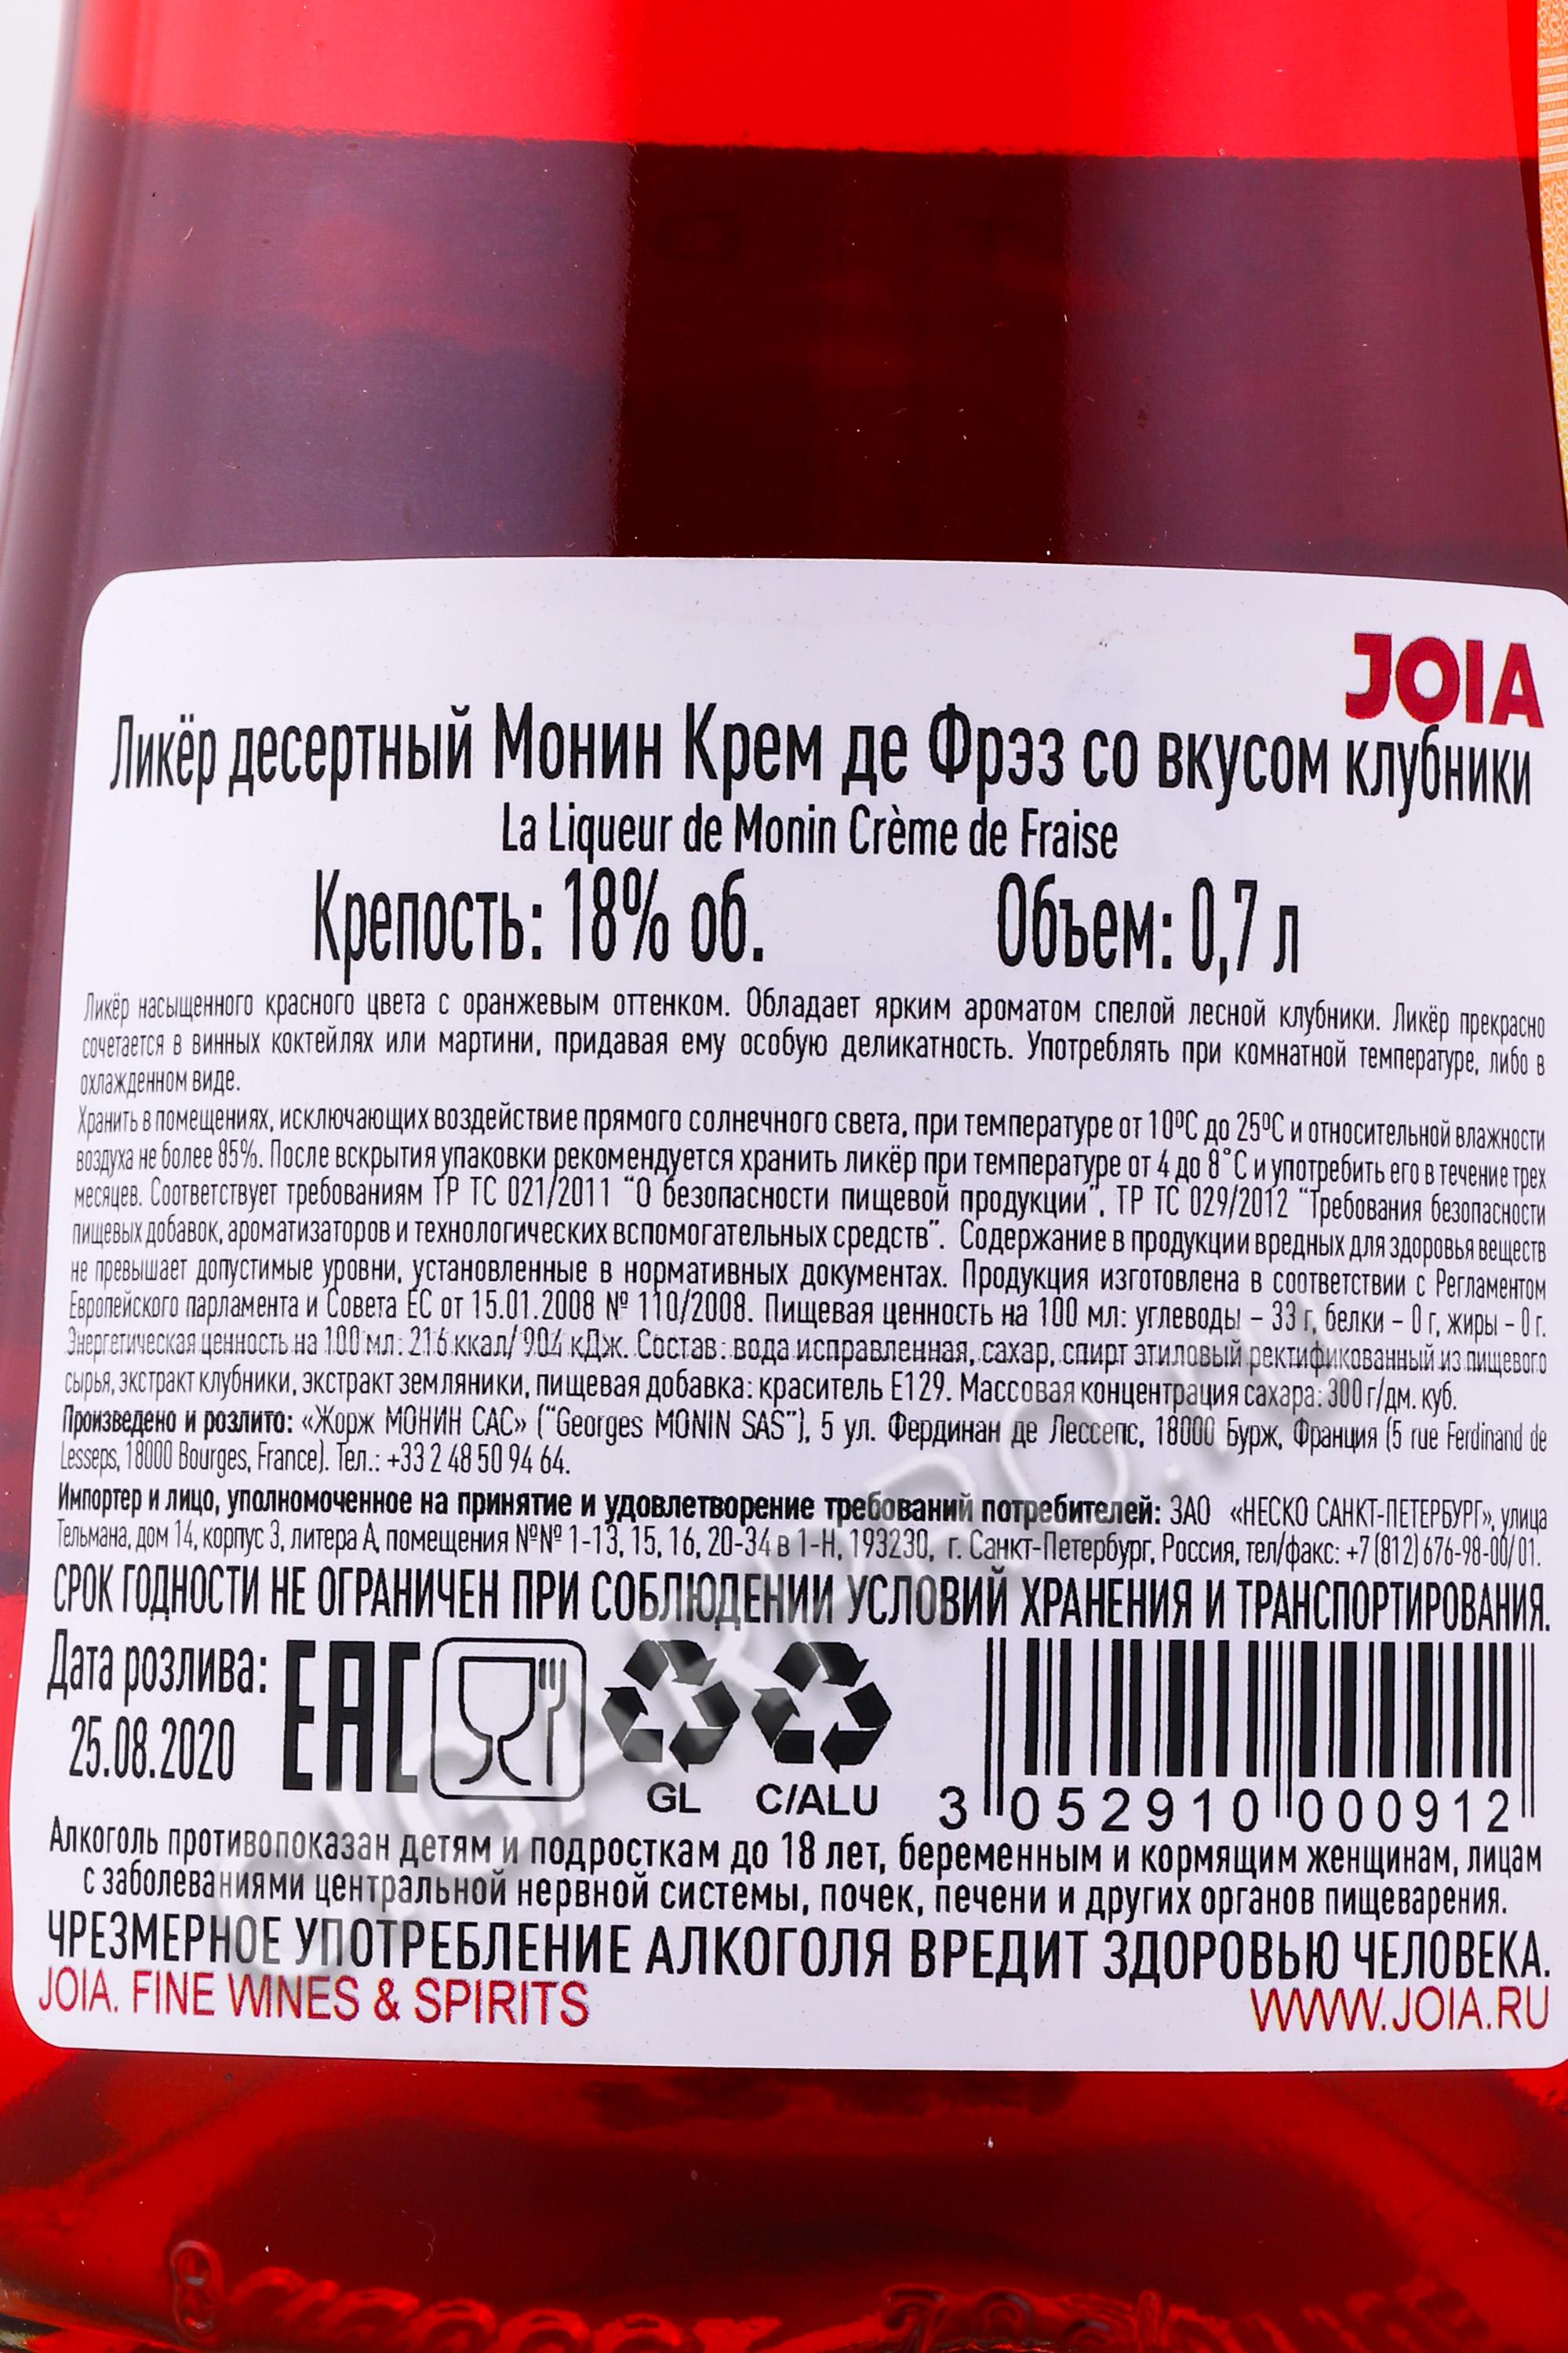 JOIA
Ликёр десертный Монин Крем де Фрэз со вкусом клубники
La Liqueur de Monin Crème de Fraise
Крепость: 18% об. Объем: 0,7 л
Ликёр насыщенного красного цвета с оранжевым оттенком. Обладает ярким ароматом спелой лесной клубники. Ликёр прекрасно
сочетается в винных коктейлях или мартини, придавая ему особую деликатность. Употреблять при комнатной температуре, либо в
охлажденном виде.
Хранить в помещениях, исключающих воздействие прямого солнечного света, при температуре от 10ºС до 25ºС и относительной влажности
воздуха не более 85%. После вскрытия упаковки рекомендуется хранить ликёр при температуре от 4 до 8˚С и употребить его в течение трех
месяцев. Соответствует требованиям ТР ТС 021/2011 "О безопасности пищевой продукции", ТР ТС 029/2012 "Требования безопасности
пищевых добавок, ароматизаторов и технологических вспомогательных средств". Содержание в продукции вредных для здоровья веществ
не превышает допустимые уровни, установленные в нормативных документах. Продукция изготовлена в соответствии с Регламентом
Европейского парламента и Совета ЕС от 15.01.2008 № 110/2008. Пищевая ценность на 100 мл: углеводы – 33 г, белки – 0 г, жиры – 0 г.
Энергетическая ценность на 100 мл: 216 ккал/ 904 кДж. Состав: вода исправленная, сахар, спирт этиловый ректификованный из пищевого
сырья, экстракт клубники, экстракт земляники, пищевая добавка: краситель Е129. Массовая концентрация сахара: 300 г/дм. куб.
Произведено и розлито: «Жорж МОНИН САС» ("Georges MONIN SAS"), 5 ул. Фердинан де Лессепс, 18000 Бурж, Франция (5 rue Ferdinand de
Lesseps, 18000 Bourges, France). Тел.: +33 2 48 50 94 64.
Импортер и лицо, уполномоченное на принятие и удовлетворение требований потребителей: ЗАО «НЕСКО САНКТ-ПЕТЕРБУРГ», улица
Тельмана, дом 14, корпус 3, литера А, помещения №№ 1-13, 15, 16, 20-34 в 1-Н, 193230, г. Санкт-Петербург, Россия, тел/факс: +7 (812) 676-98-00/01.
СРОК ГОДНОСТИ НЕ ОГРАНИЧЕН ПРИ СОБЛЮДЕНИИ УСЛОВИЙ ХРАНЕНИЯ И ТРАНСПОРТИРОВАНИЯ.
Дата розлива:
25.08.2020
EAC
GL C/ALU
3 052910 000912
Алкоголь противопоказан детям и подросткам до 18 лет, беременным и кормящим женщинам, лицам
с заболеваниями центральной нервной системы, почек, печени и других органов пищеварения.
ЧРЕЗМЕРНОЕ УПОТРЕБЛЕНИЕ АЛКОГОЛЯ ВРЕДИТ ЗДОРОВЬЮ ЧЕЛОВЕКА.
JOIA. FINE WINES & SPIRITS WWW.JOIA.RU
CIGARPRO.RU